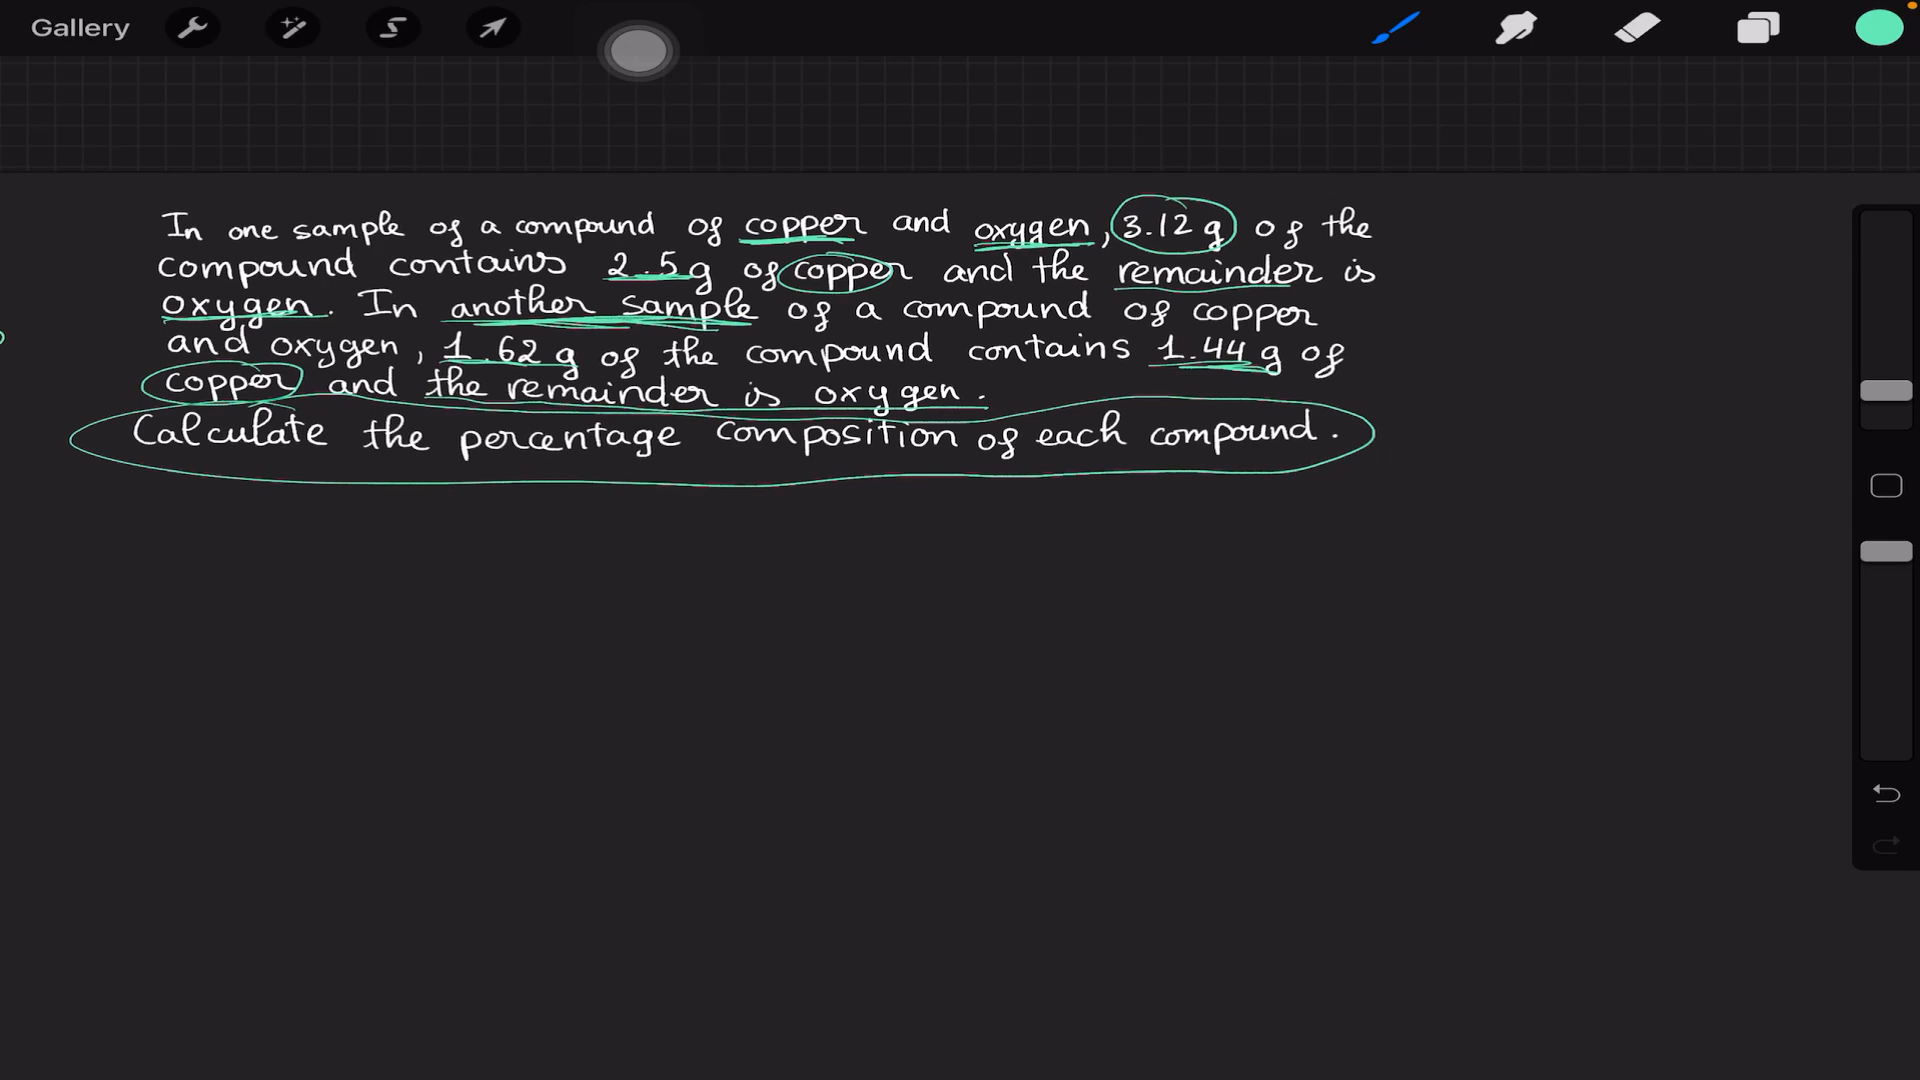 Gallery
In one sample of a compound of copper and oxygen, 3.12 g of the
compound contains 2.5g of copper and the remainder is
oxygen. In another sample of a compound of copper
and oxygen, 1.62 g of the compound contains 1.44 g of
copper and the remainder is oxygen.
Calculate the percentage composition of each compound.